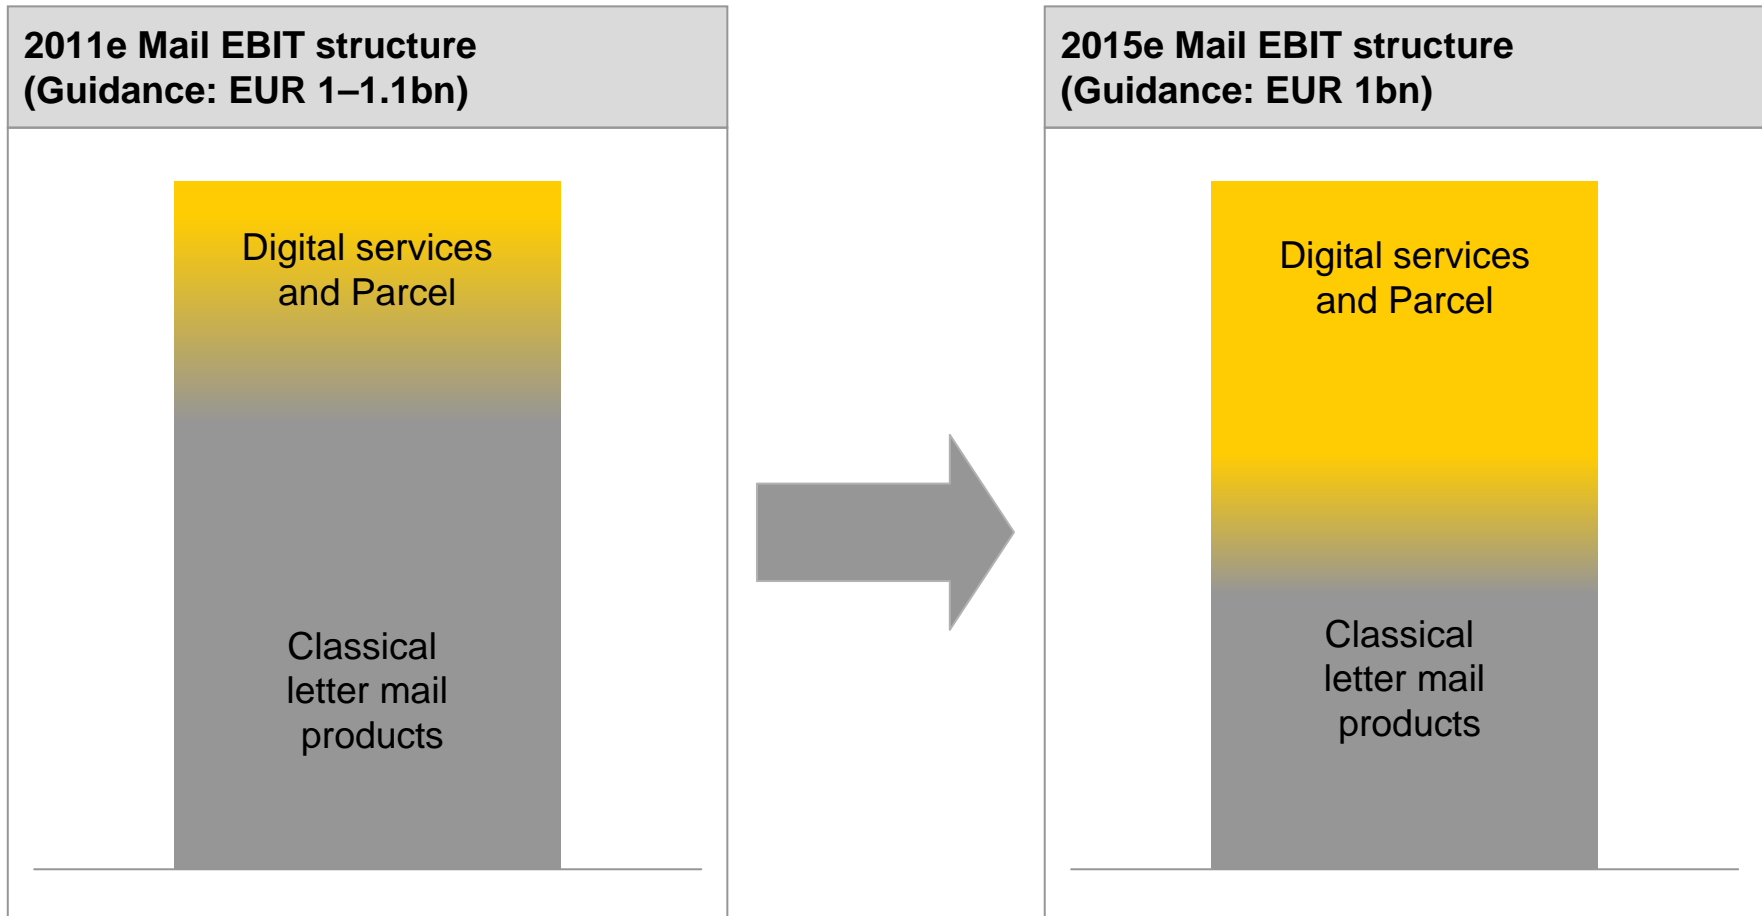 2011e Mail EBIT structure
(Guidance: EUR 1–1.1bn)
Digital services
and Parcel
Classical
letter mail
products
2015e Mail EBIT structure
(Guidance: EUR 1bn)
Digital services
and Parcel
Classical
letter mail
products